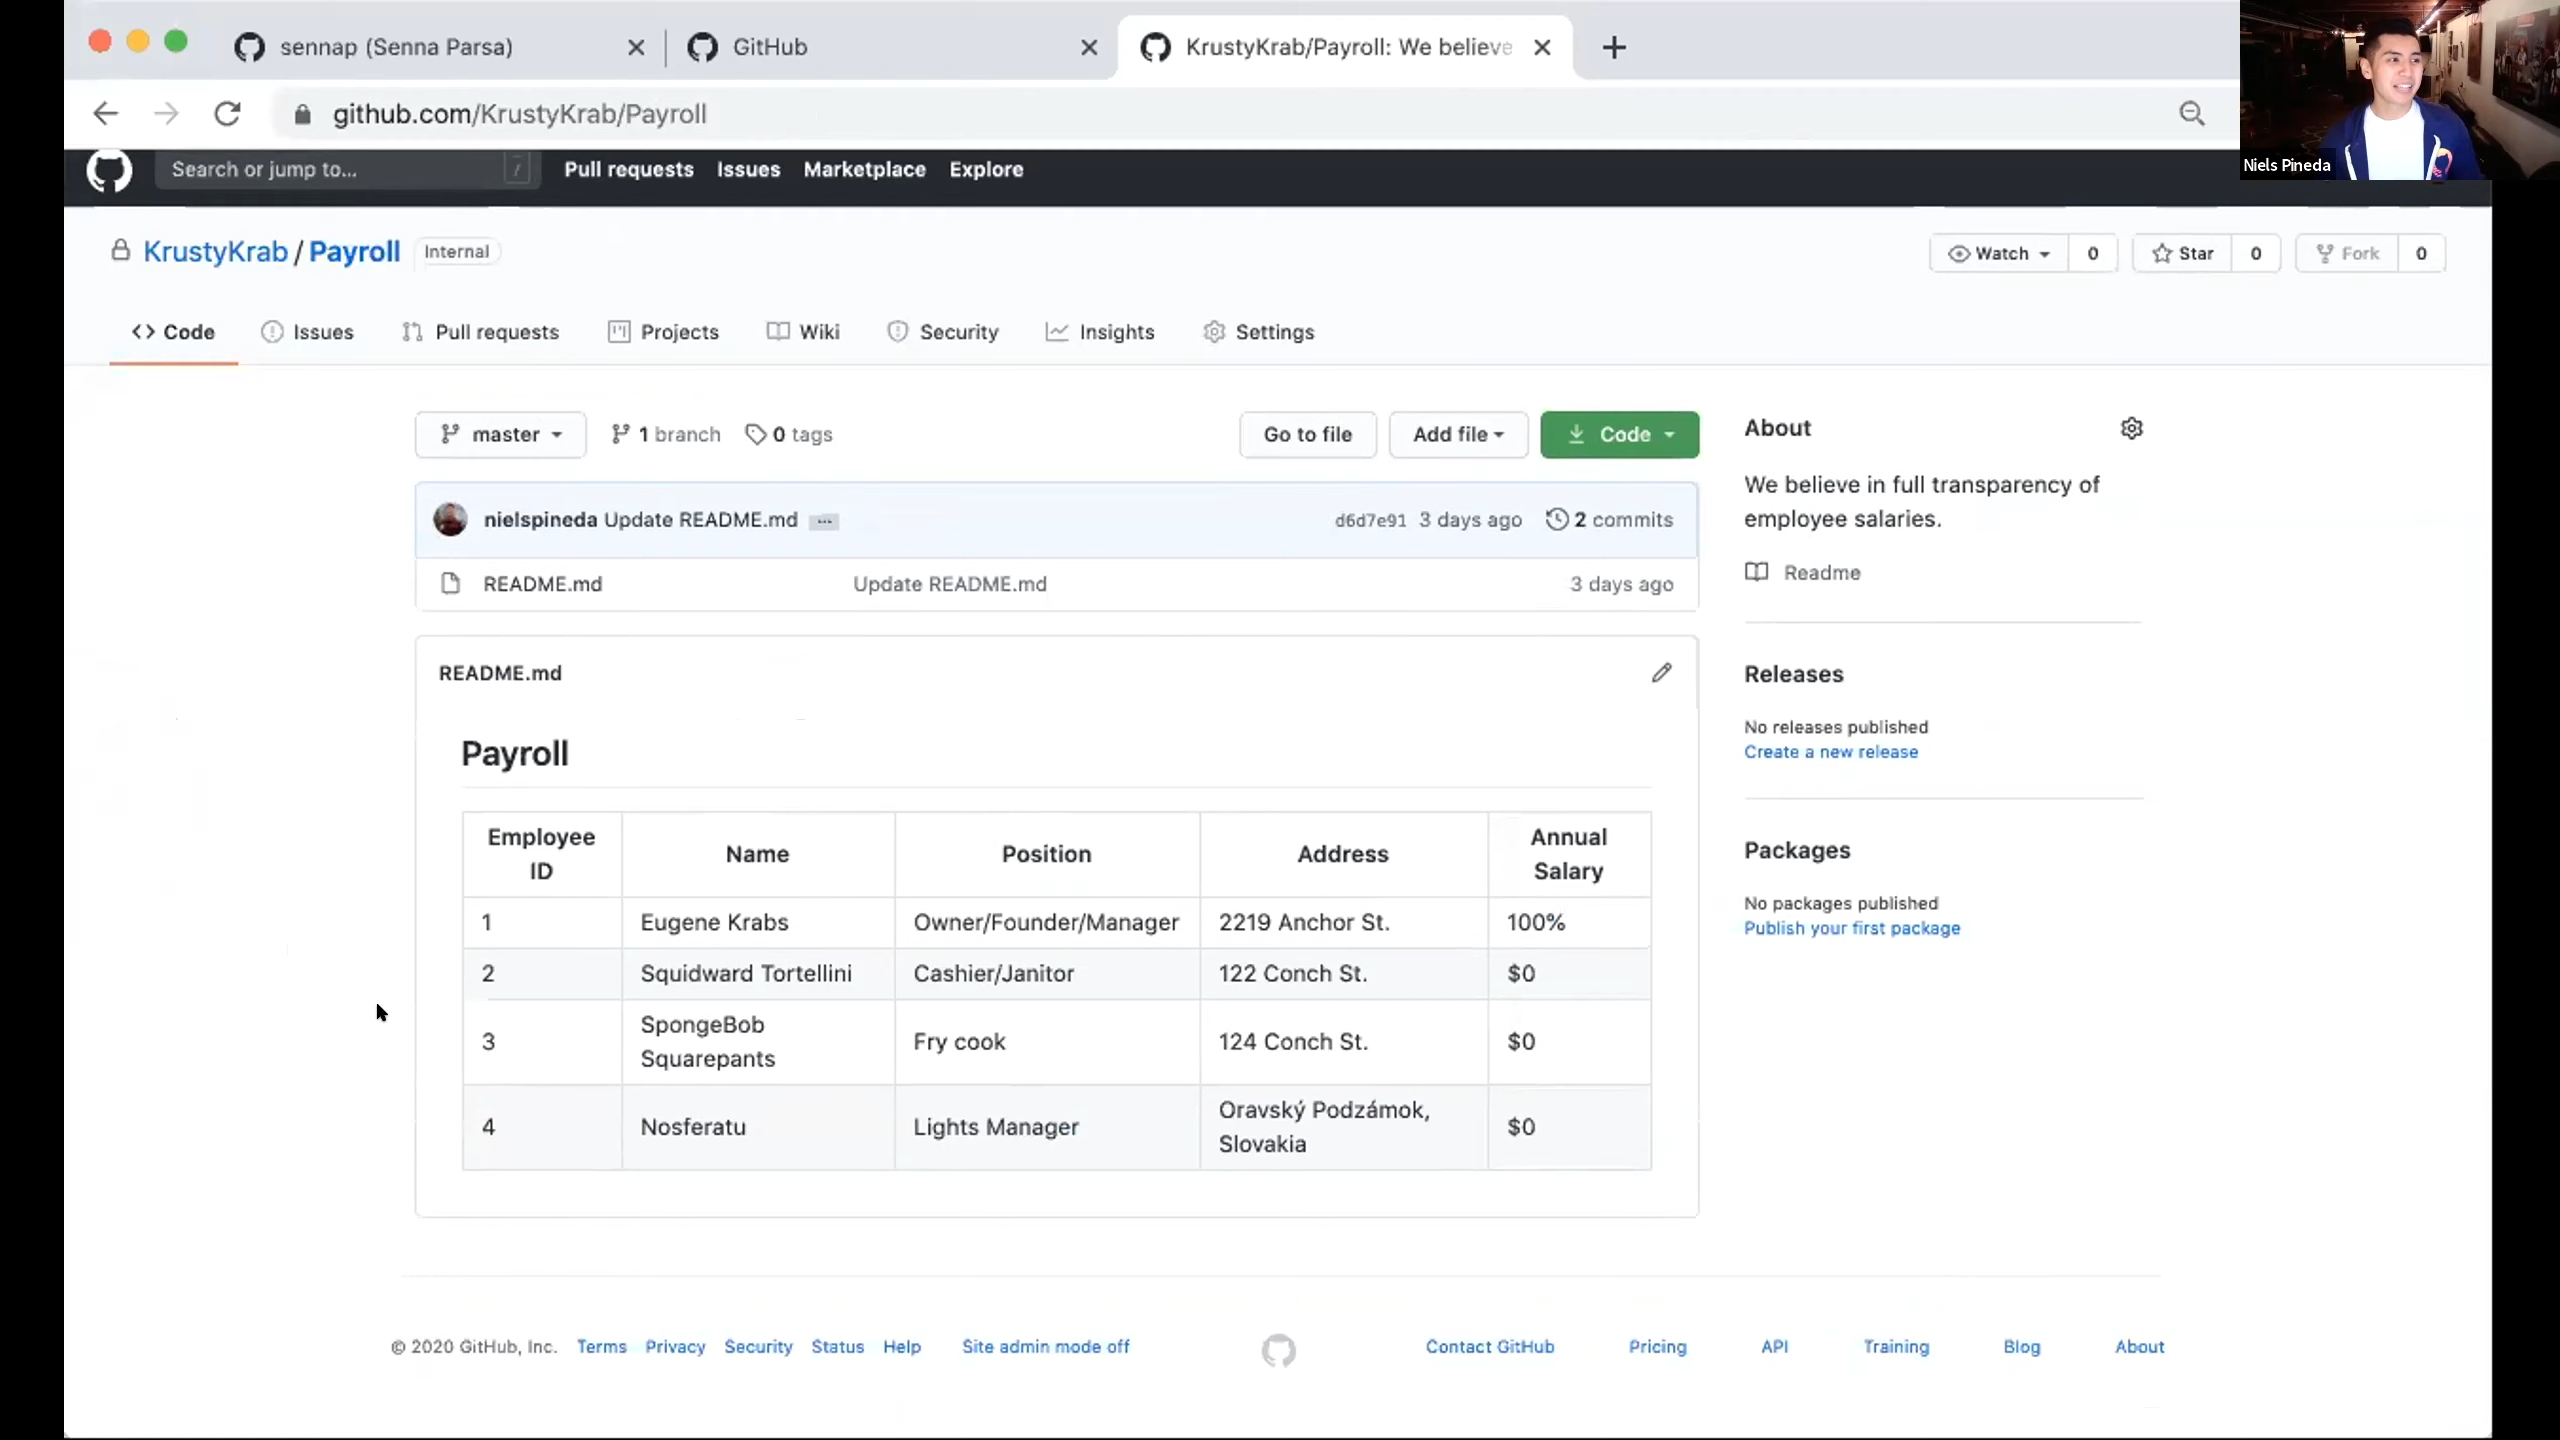 sennap (Senna Parsa)
GitHub
KrustyKrab/Payroll: We believe
github.com/KrustyKrab/Payroll
Niels Pineda
Search or jump to... /
Pull requests Issues Marketplace Explore
KrustyKrab / Payroll Internal
Watch 0 Star 0 Fork 0
Code Issues Pull requests Projects Wiki Security Insights Settings
master 1 branch 0 tags
Go to file Add file Code
nielspineda Update README.md ... d6d7e91 3 days ago 2 commits
README.md Update README.md 3 days ago
README.md
Payroll
Employee ID Name Position Address Annual Salary
1 Eugene Krabs Owner/Founder/Manager 2219 Anchor St. 100%
2 Squidward Tortellini Cashier/Janitor 122 Conch St. $0
3 SpongeBob Squarepants Fry cook 124 Conch St. $0
4 Nosferatu Lights Manager Oravský Podzámok, Slovakia $0
About
We believe in full transparency of
employee salaries.
Readme
Releases
No releases published
Create a new release
Packages
No packages published
Publish your first package
© 2020 GitHub, Inc. Terms Privacy Security Status Help Site admin mode off Contact GitHub Pricing API Training Blog About